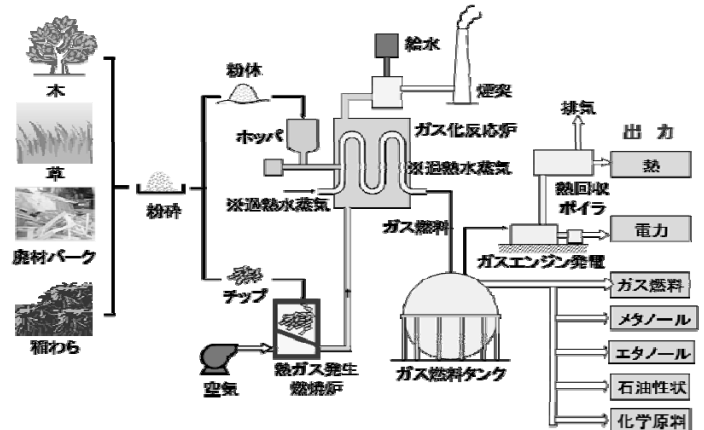 木
草
廃材バーク
稲わら
粉砕
粉体
ホッパ
※過熱水蒸気
チップ
空気
熱ガス発生
燃焼炉
給水
煙突
ガス化反応炉
※過熱水蒸気
ガス燃料
ガス燃料タンク
排気
熱回収
ボイラ
ガスエンジン発電
出力
熱
電力
ガス燃料
メタノール
エタノール
石油性状
化学原料